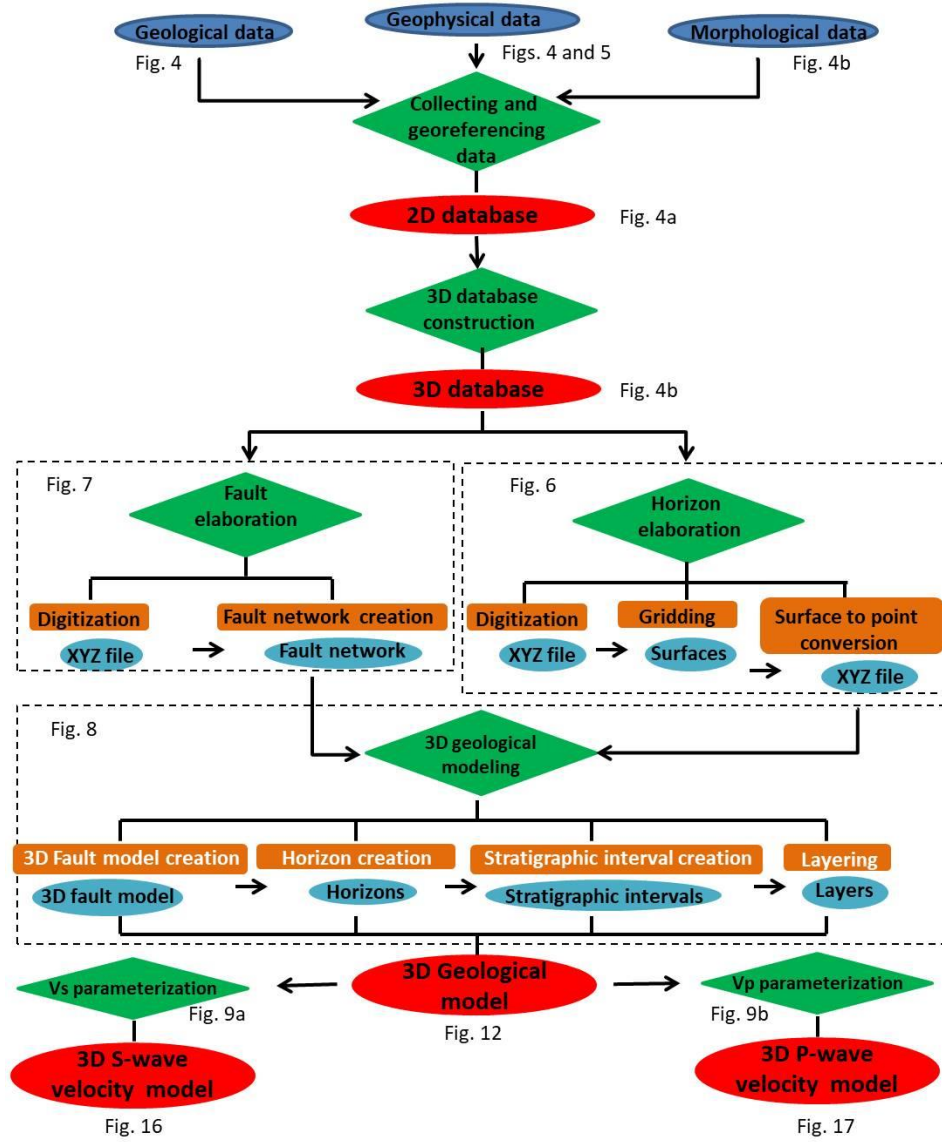 Geological data
Geophysical data
Morphological data
Fig. 4
Figs. 4 and 5
Fig. 4b
Collecting and
georeferencing
data
2D database
Fig. 4a
3D database
construction
3D database
Fig. 4b
Fig. 7
Fault
elaboration
Digitization
Fault network creation
XYZ file
Fault network
Fig. 6
Horizon
elaboration
Digitization
Gridding
Surface to point
conversion
XYZ file
Surfaces
XYZ file
Fig. 8
3D geological
modeling
3D Fault model creation
Horizon creation
Stratigraphic interval creation
Layering
3D fault model
Horizons
Stratigraphic intervals
Layers
Vs parameterization
3D Geological
model
Vp parameterization
Fig. 9a
Fig. 12
Fig. 9b
3D S-wave
velocity model
3D P-wave
velocity model
Fig. 16
Fig. 17